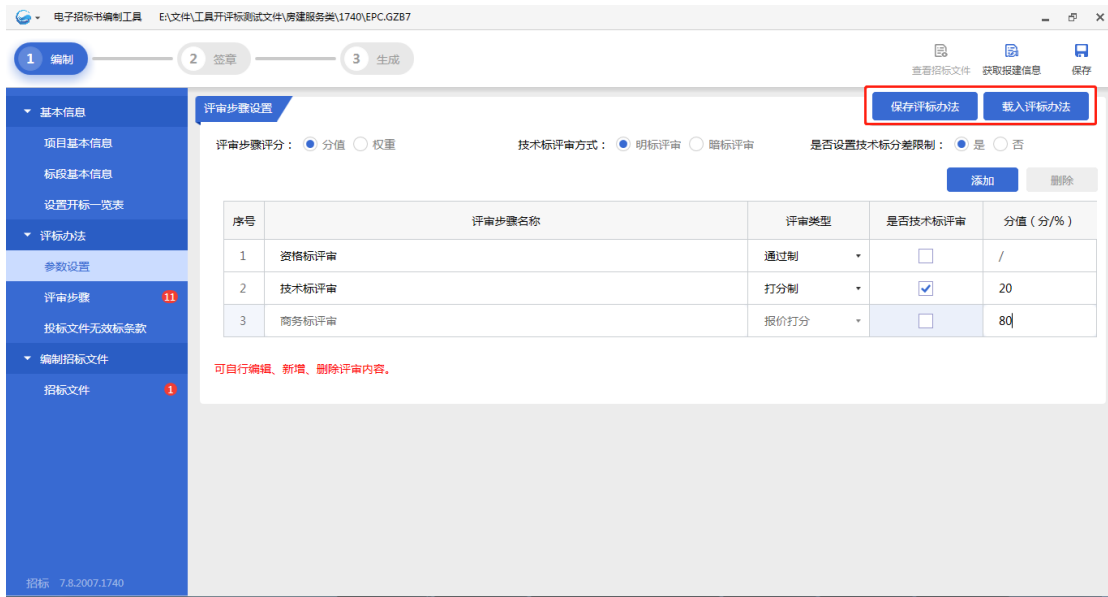 电子招标书编制工具 E:\文件\工具开评标测试文件\房建服务类\1740\EPC.GZB7
1 编制 2 签章 3 生成
查看招标文件 获取报建信息 保存
基本信息
项目基本信息
标段基本信息
设置开标一览表
评标办法
参数设置
评审步骤 11
投标文件无效标条款
编制招标文件
招标文件 1
招标 7.8.2007.1740
评审步骤设置 保存评标办法 载入评标办法
评审步骤评分： 分值 权重 技术标评审方式： 明标评审 暗标评审 是否设置技术标分差限制： 是 否
添加 删除
序号 评审步骤名称 评审类型 是否技术标评审 分值（分/%）
1 资格标评审 通过制 /
2 技术标评审 打分制 20
3 商务标评审 报价打分 80
可自行编辑、新增、删除评审内容。